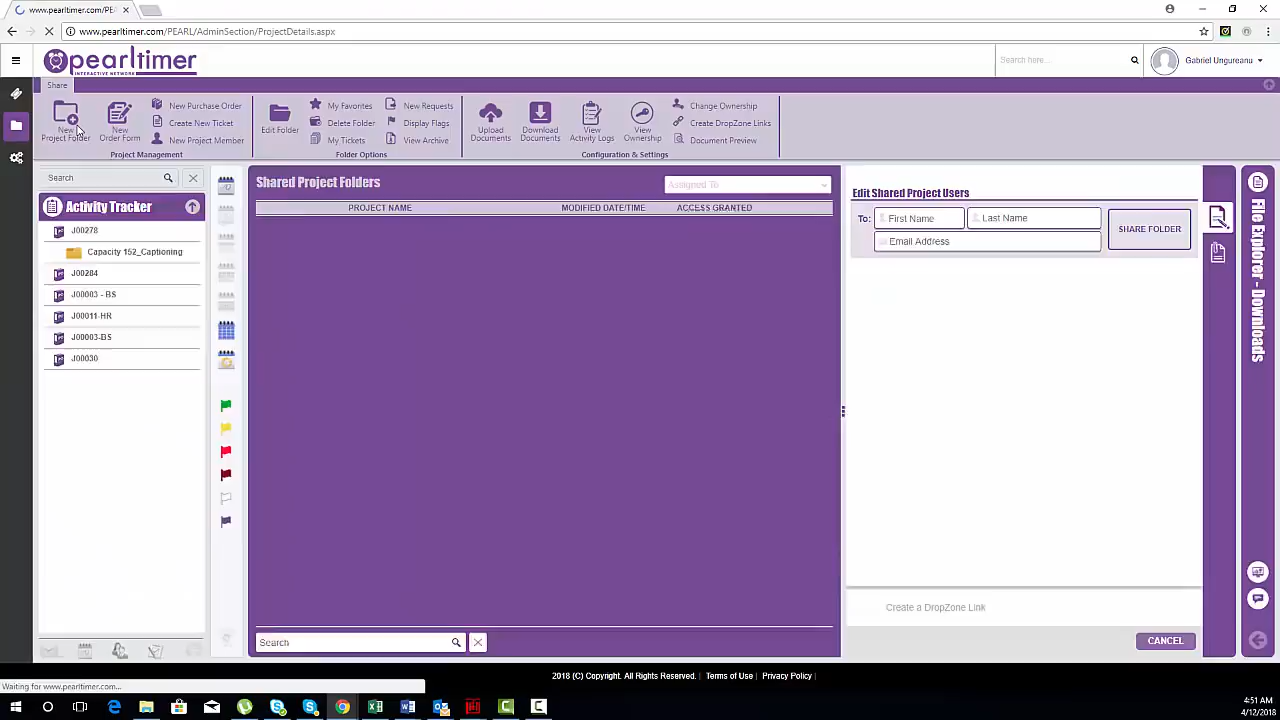 www.pearltimer.com/PEA
www.pearltimer.com/PEARL/AdminSection/ProjectDetails.aspx
pearltimer
INTERACTIVE NETWORK
Search here...
Gabriel Ungureanu
Share
New Project Folder
New Order Form
New Purchase Order
Create New Ticket
New Project Member
Project Management
Edit Folder
My Favorites
Delete Folder
My Tickets
New Requests
Display Flags
View Archive
Folder Options
Upload Documents
Download Documents
View Activity Logs
View Ownership
Change Ownership
Create DropZone Links
Document Preview
Configuration & Settings
Search
Activity Tracker
J00278
Capacity 152_Captioning
J00284
J00003 - BS
J00011-HR
J00003-BS
J00030
Shared Project Folders
Assigned To
PROJECT NAME MODIFIED DATE/TIME ACCESS GRANTED
Search
Edit Shared Project Users
To: First Name Last Name
Email Address
SHARE FOLDER
Create a DropZone Link
CANCEL
File Explorer - Downloads
2018 (C) Copyright. All Rights Reserved. | Terms of Use | Privacy Policy |
Waiting for www.pearltimer.com...
4:51 AM
4/12/2018